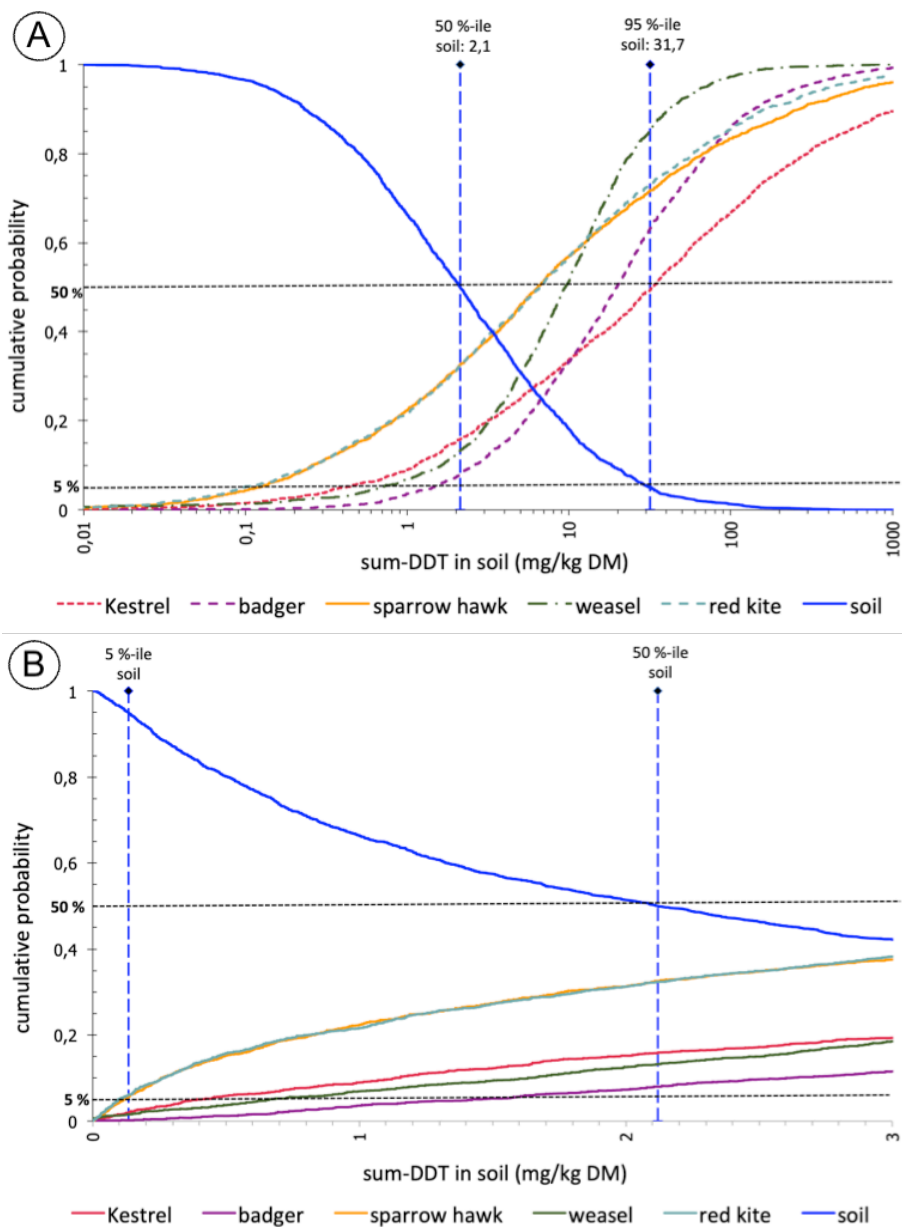 A
50 %-ile
soil: 2,1
95 %-ile
soil: 31,7
1
0,8
0,6
50 %
0,4
0,2
5 %
0
cumulative probability
0,01
0,1
1
10
100
1000
sum-DDT in soil (mg/kg DM)
Kestrel badger sparrow hawk weasel red kite soil
B
5 %-ile
soil
50 %-ile
soil
1
0,8
0,6
50 %
0,4
0,2
5 %
0
cumulative probability
0 1 2 3
sum-DDT in soil (mg/kg DM)
Kestrel badger sparrow hawk weasel red kite soil